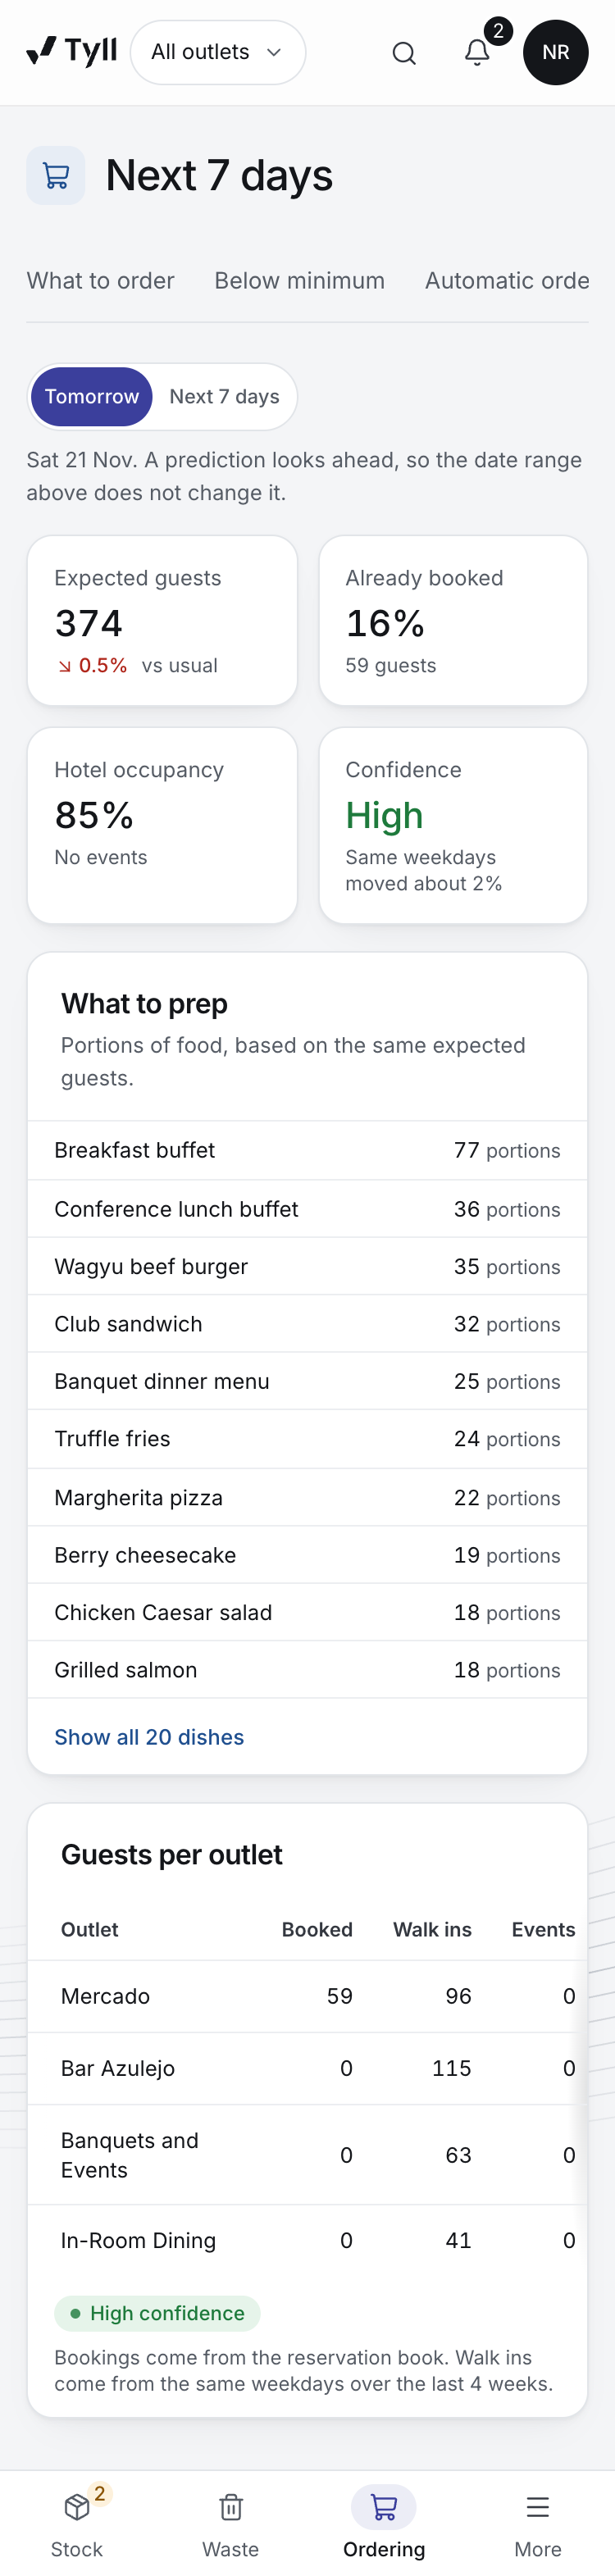 Tyll
All outlets
2
NR
Next 7 days
What to order
Below minimum
Automatic orde
Tomorrow
Next 7 days
Sat 21 Nov. A prediction looks ahead, so the date range
above does not change it.
Expected guests
374
0.5% vs usual
Already booked
16%
59 guests
Hotel occupancy
85%
No events
Confidence
High
Same weekdays
moved about 2%
What to prep
Portions of food, based on the same expected
guests.
Breakfast buffet 77 portions
Conference lunch buffet 36 portions
Wagyu beef burger 35 portions
Club sandwich 32 portions
Banquet dinner menu 25 portions
Truffle fries 24 portions
Margherita pizza 22 portions
Berry cheesecake 19 portions
Chicken Caesar salad 18 portions
Grilled salmon 18 portions
Show all 20 dishes
Guests per outlet
Outlet Booked Walk ins Events
Mercado 59 96 0
Bar Azulejo 0 115 0
Banquets and
Events 0 63 0
In-Room Dining 0 41 0
High confidence
Bookings come from the reservation book. Walk ins
come from the same weekdays over the last 4 weeks.
2
Stock
Waste
Ordering
More